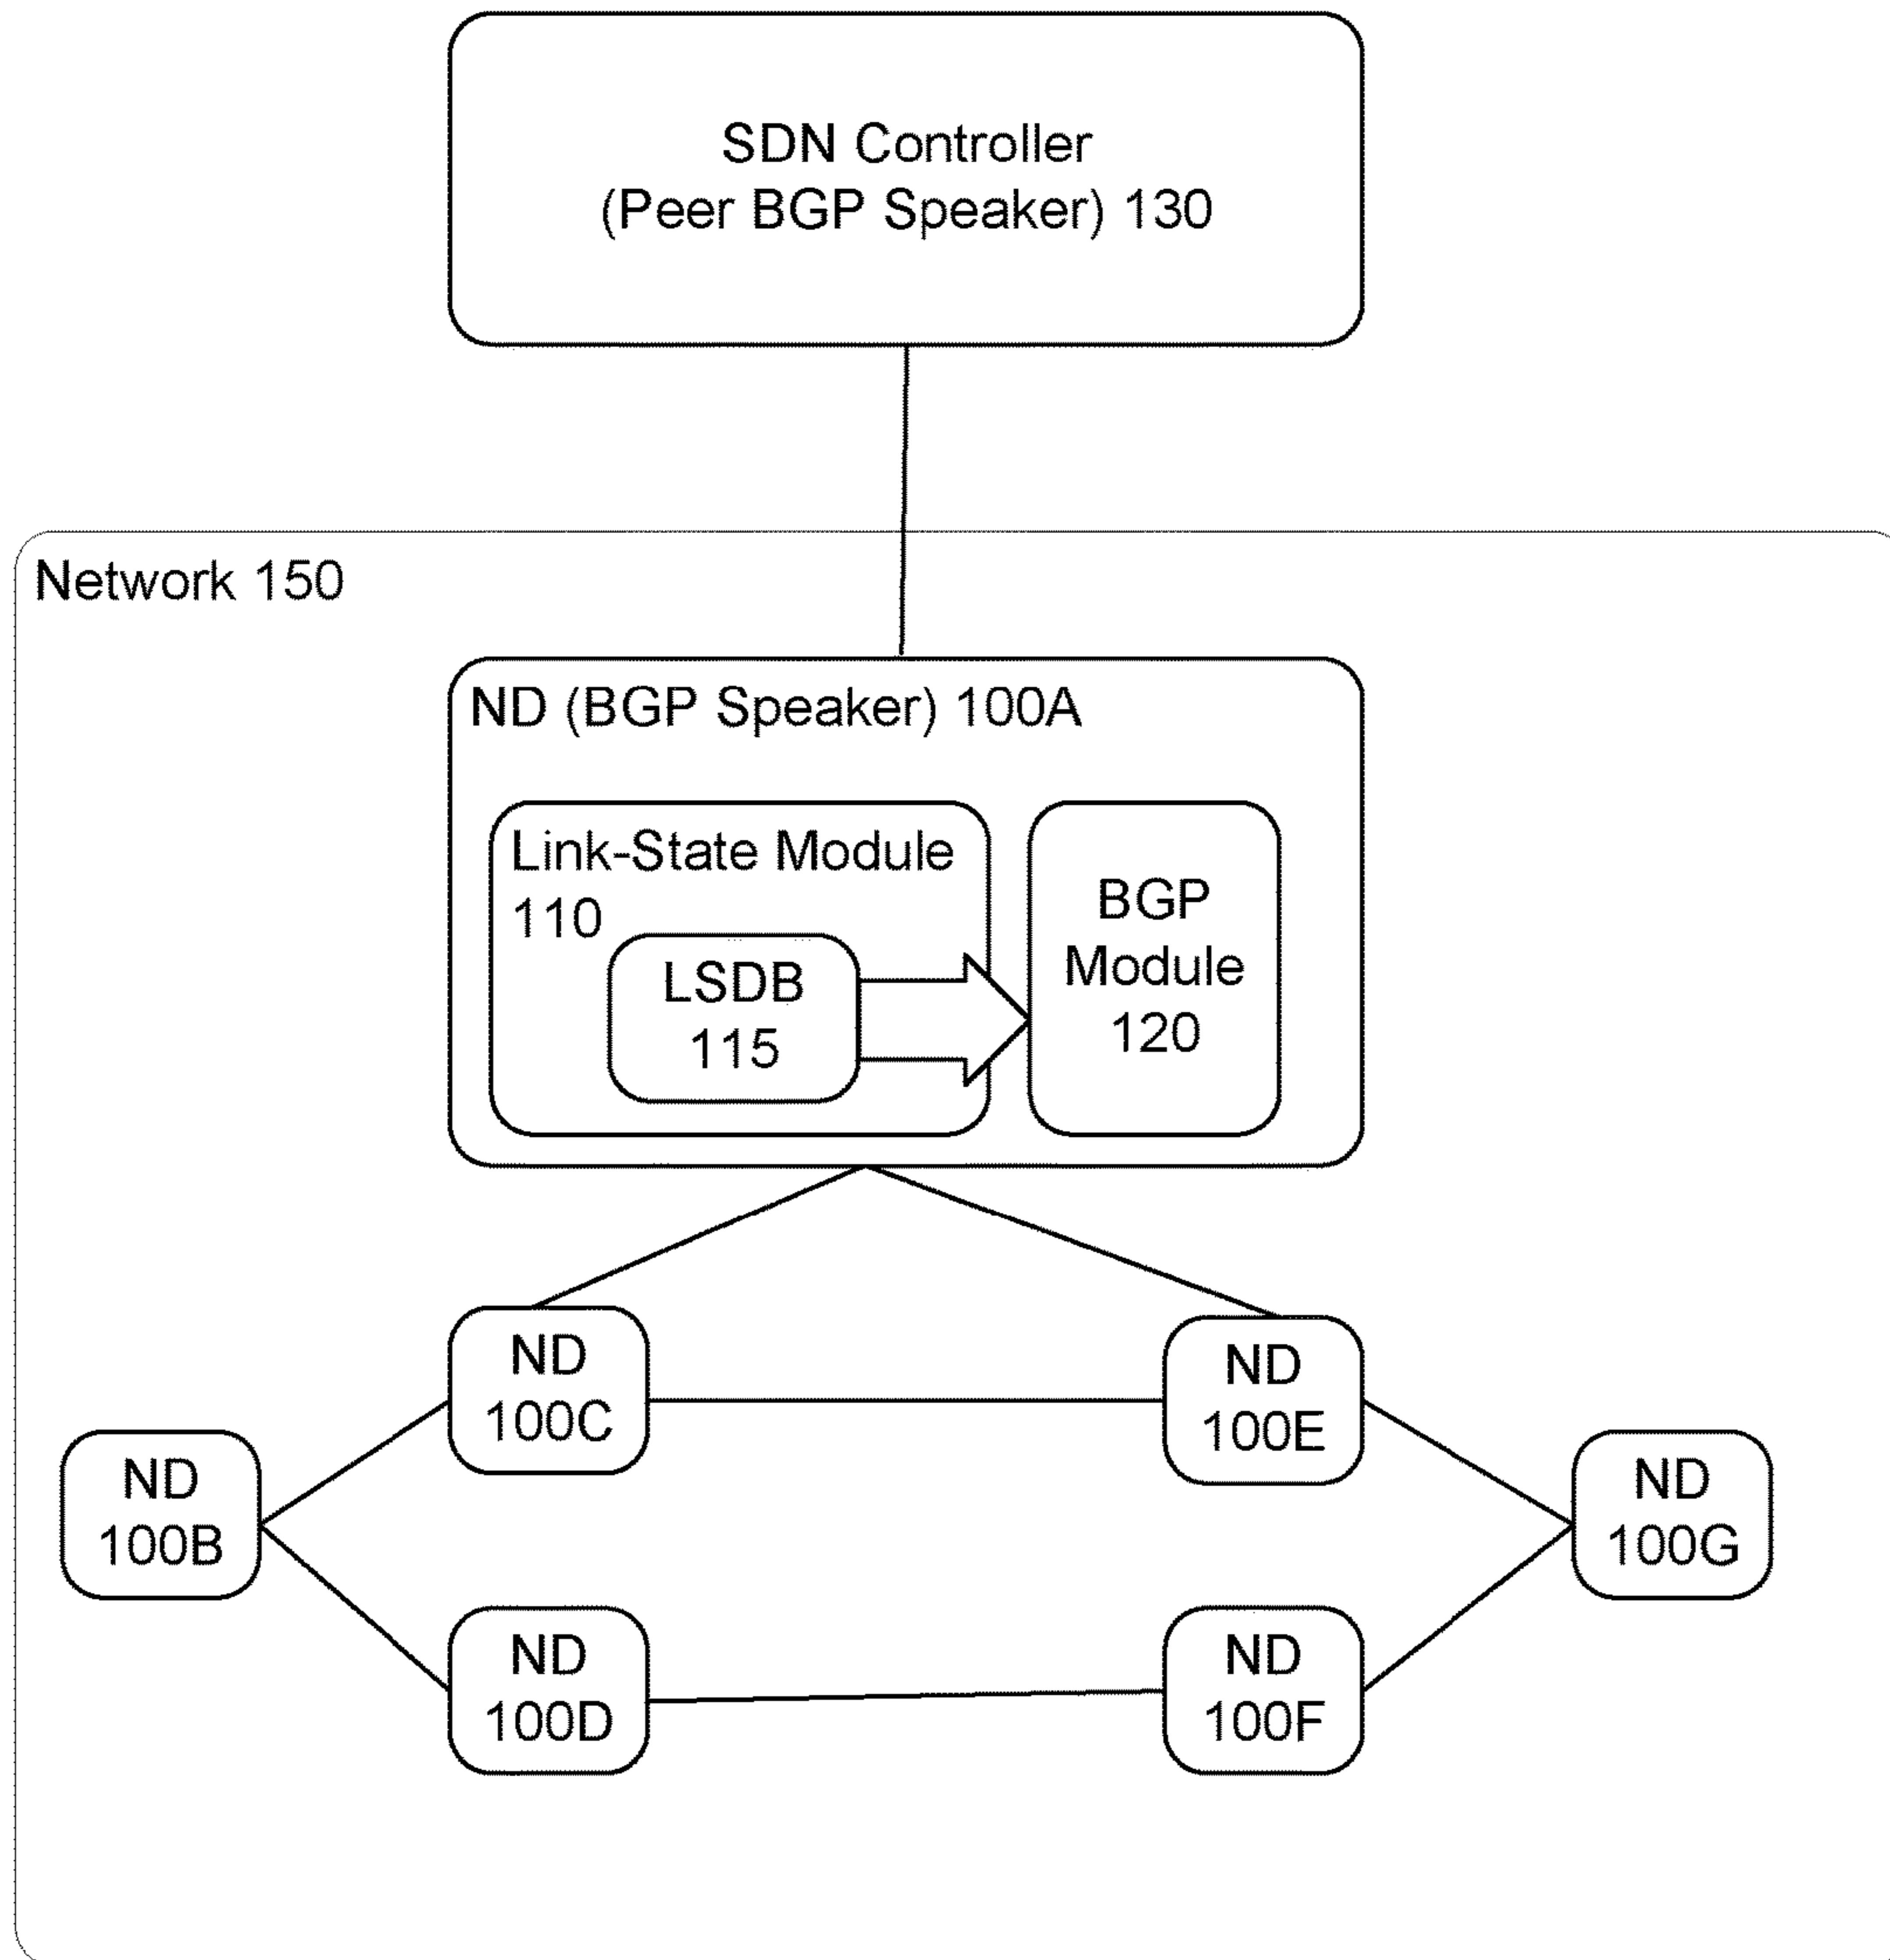 SDN Controller
(Peer BGP Speaker) 130
Network 150
ND (BGP Speaker) 100A
Link-State Module
110
LSDB
115
BGP
Module
120
ND
100C
ND
100E
ND
100B
ND
100G
ND
100D
ND
100F